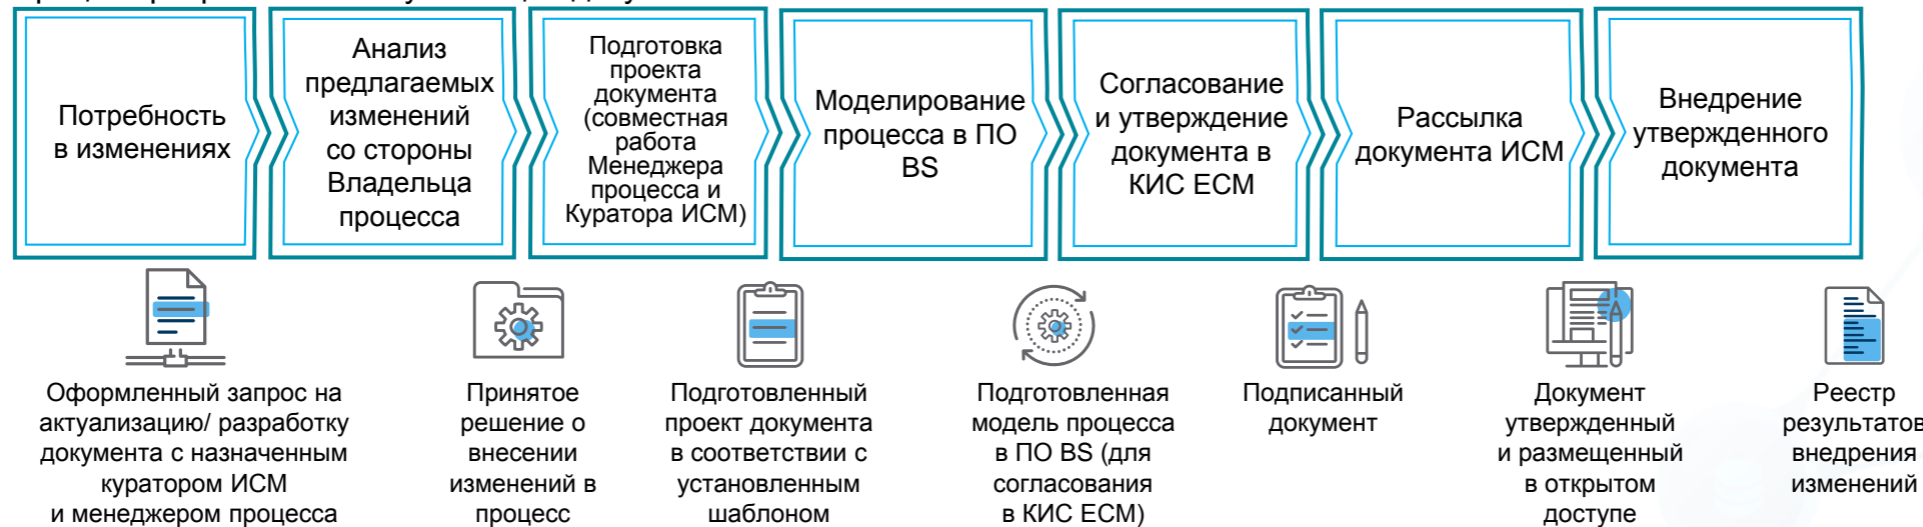 Потребность
в изменениях
Анализ
предлагаемых
изменений
со стороны
Владельца
процесса
Подготовка
проекта
документа
(совместная
работа
Менеджера
процесса и
Куратора ИСМ)
Моделирование
процесса в ПО
BS
Согласование
и утверждение
документа в
КИС ЕСМ
Рассылка
документа ИСМ
Внедрение
утвержденного
документа
Оформленный запрос на
актуализацию/ разработку
документа с назначенным
куратором ИСМ
и менеджером процесса
Принятое
решение о
внесении
изменений в
процесс
Подготовленный
проект документа
в соответствии с
установленным
шаблоном
Подготовленная
модель процесса
в ПО BS (для
согласования
в КИС ЕСМ)
Подписанный
документ
Документ
утвержденный
и размещенный
в открытом
доступе
Реестр
результатов
внедрения
изменений